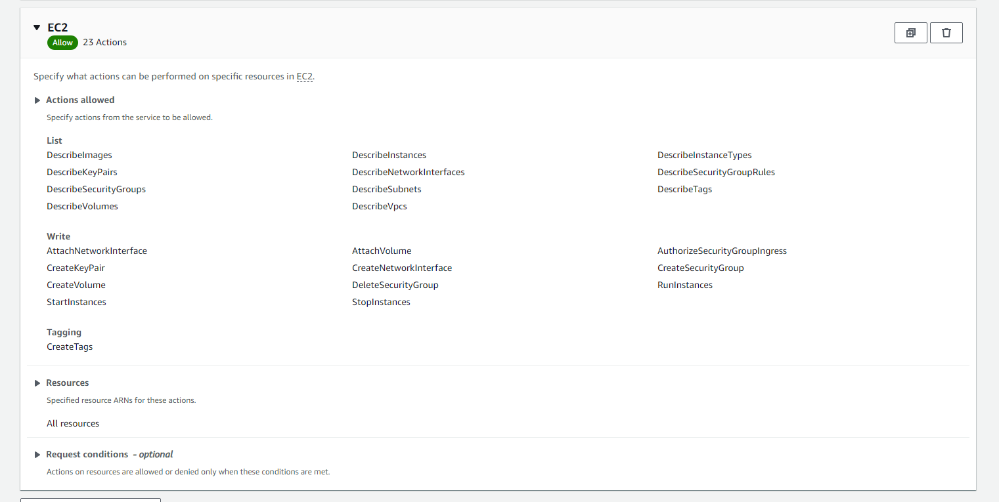 EC2
Allow 23 Actions
Specify what actions can be performed on specific resources in EC2.
Actions allowed
Specify actions from the service to be allowed.
List
DescribeImages DescribeInstances DescribeInstanceTypes
DescribeKeyPairs DescribeNetworkInterfaces DescribeSecurityGroupRules
DescribeSecurityGroups DescribeSubnets DescribeTags
DescribeVolumes DescribeVpcs
Write
AttachNetworkInterface AttachVolume AuthorizeSecurityGroupIngress
CreateKeyPair CreateNetworkInterface CreateSecurityGroup
CreateVolume DeleteSecurityGroup RunInstances
StartInstances StopInstances
Tagging
CreateTags
Resources
Specified resource ARNs for these actions.
All resources
Request conditions - optional
Actions on resources are allowed or denied only when these conditions are met.